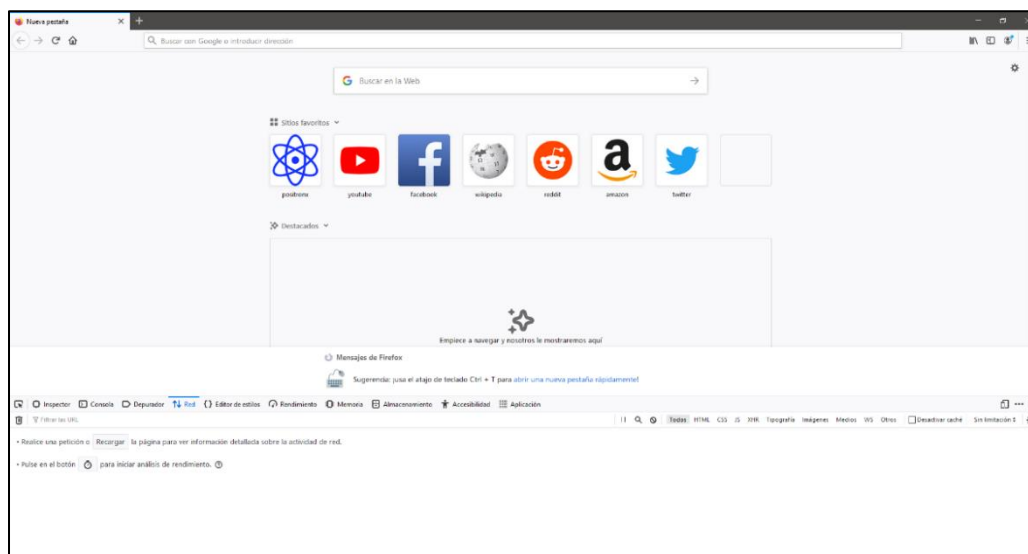 Nueva pestaña
Buscar con Google o introducir dirección
Buscar en la Web
Sitios favoritos
positronx youtube facebook wikipedia reddit amazon twitter
Destacados
Empiece a navegar y nosotros le mostraremos aquí
Mensajes de Firefox
Sugerencia: ¡usa el atajo de teclado Ctrl + T para abrir una nueva pestaña rápidamente!
Inspector Consola Depurador Red Editor de estilos Rendimiento Memoria Almacenamiento Accesibilidad Aplicación
Filtrar las URL Todos HTML CSS JS XHR Tipografía Imágenes Medios WS Otros Desactivar caché Sin limitación
• Realice una petición o Recargar la página para ver información detallada sobre la actividad de red.
• Pulse en el botón para iniciar análisis de rendimiento.